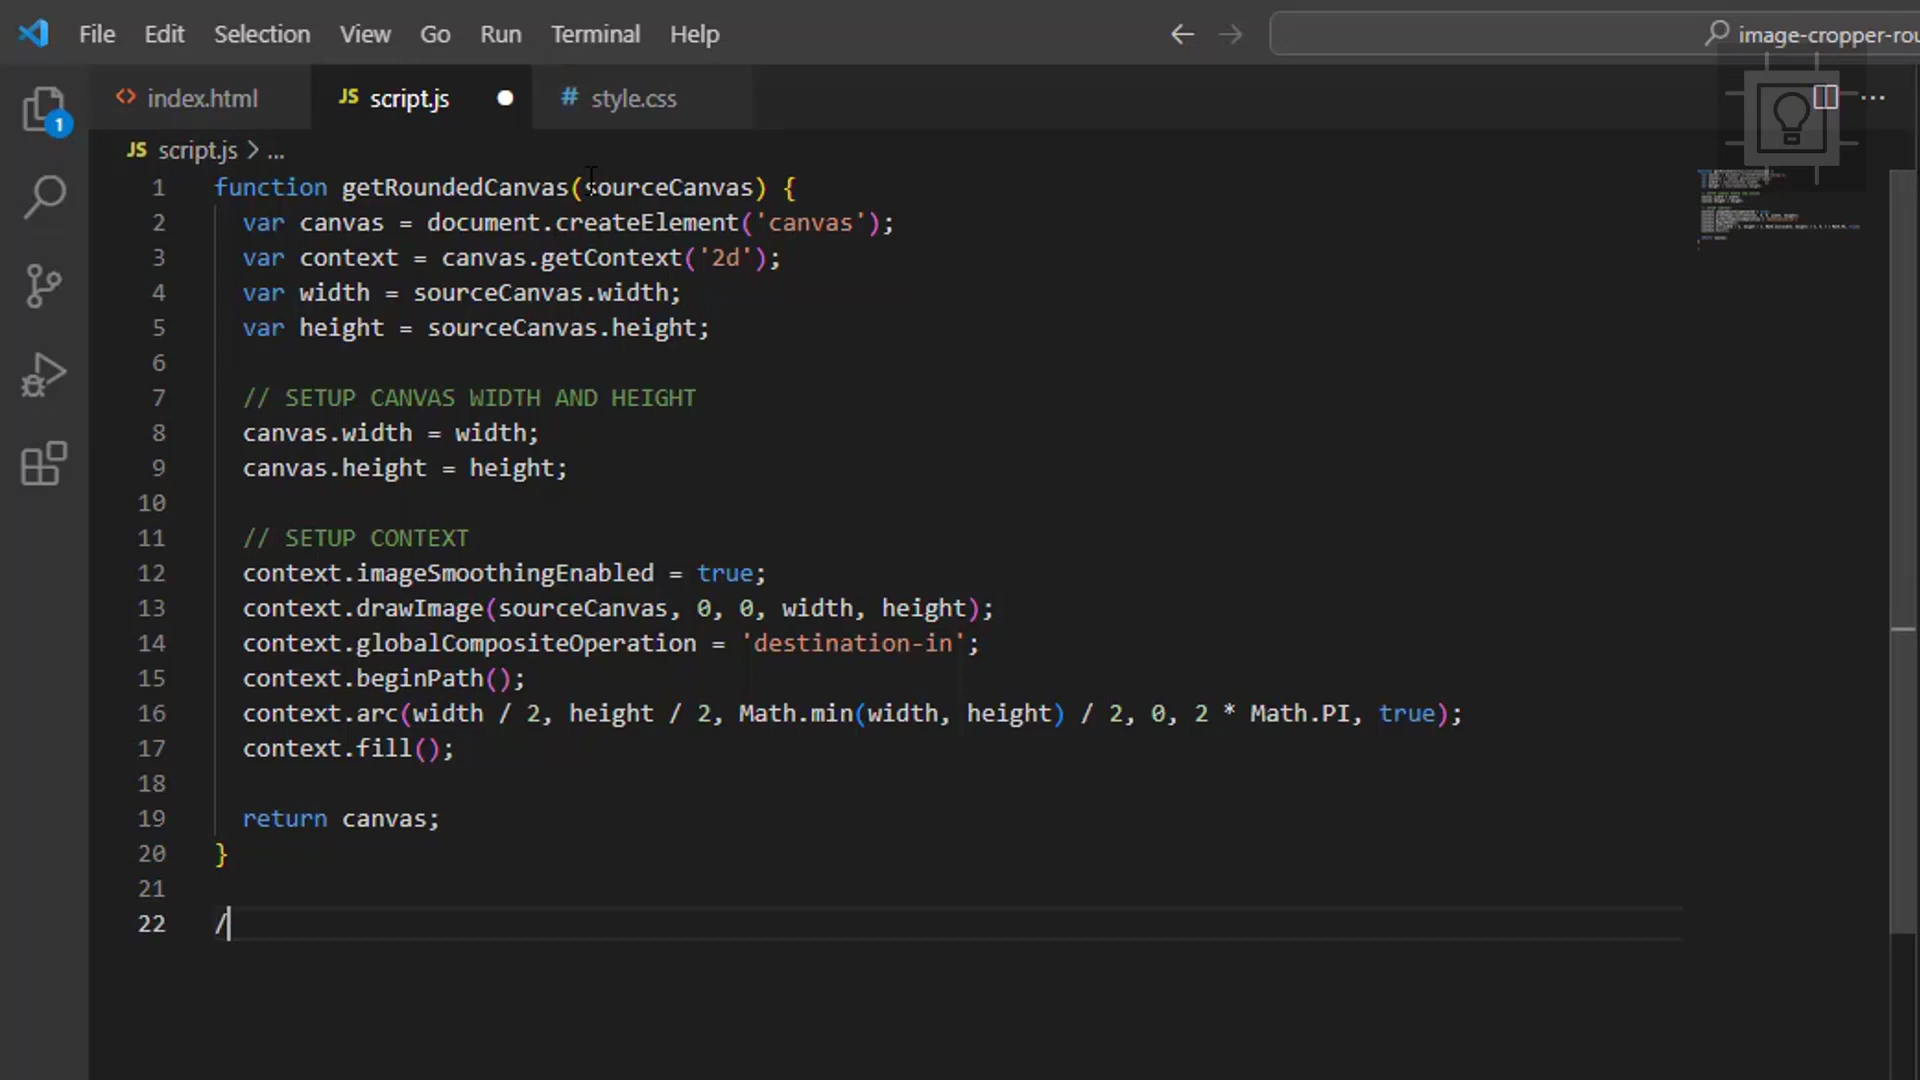 File Edit Selection View Go Run Terminal Help image-cropper-rou
1
index.html JS script.js # style.css ...
JS script.js > ...
1 function getRoundedCanvas(sourceCanvas) {
2 var canvas = document.createElement('canvas');
3 var context = canvas.getContext('2d');
4 var width = sourceCanvas.width;
5 var height = sourceCanvas.height;
6
7 // SETUP CANVAS WIDTH AND HEIGHT
8 canvas.width = width;
9 canvas.height = height;
10
11 // SETUP CONTEXT
12 context.imageSmoothingEnabled = true;
13 context.drawImage(sourceCanvas, 0, 0, width, height);
14 context.globalCompositeOperation = 'destination-in';
15 context.beginPath();
16 context.arc(width / 2, height / 2, Math.min(width, height) / 2, 0, 2 * Math.PI, true);
17 context.fill();
18
19 return canvas;
20 }
21
22 /